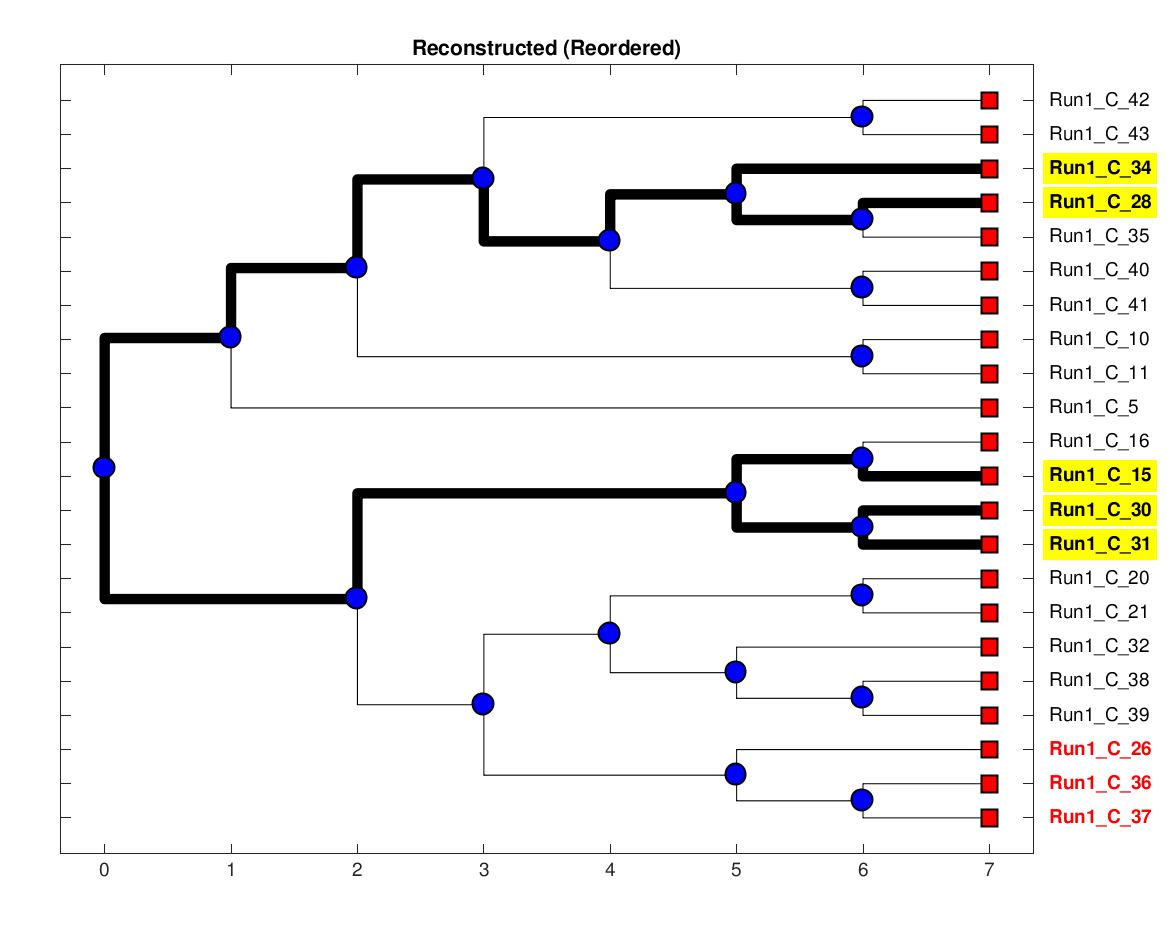 Reconstructed (Reordered)
Run1_C_42
Run1_C_43
Run1_C_34
Run1_C_28
Run1_C_35
Run1_C_40
Run1_C_41
Run1_C_10
Run1_C_11
Run1_C_5
Run1_C_16
Run1_C_15
Run1_C_30
Run1_C_31
Run1_C_20
Run1_C_21
Run1_C_32
Run1_C_38
Run1_C_39
Run1_C_26
Run1_C_36
Run1_C_37
0 1 2 3 4 5 6 7